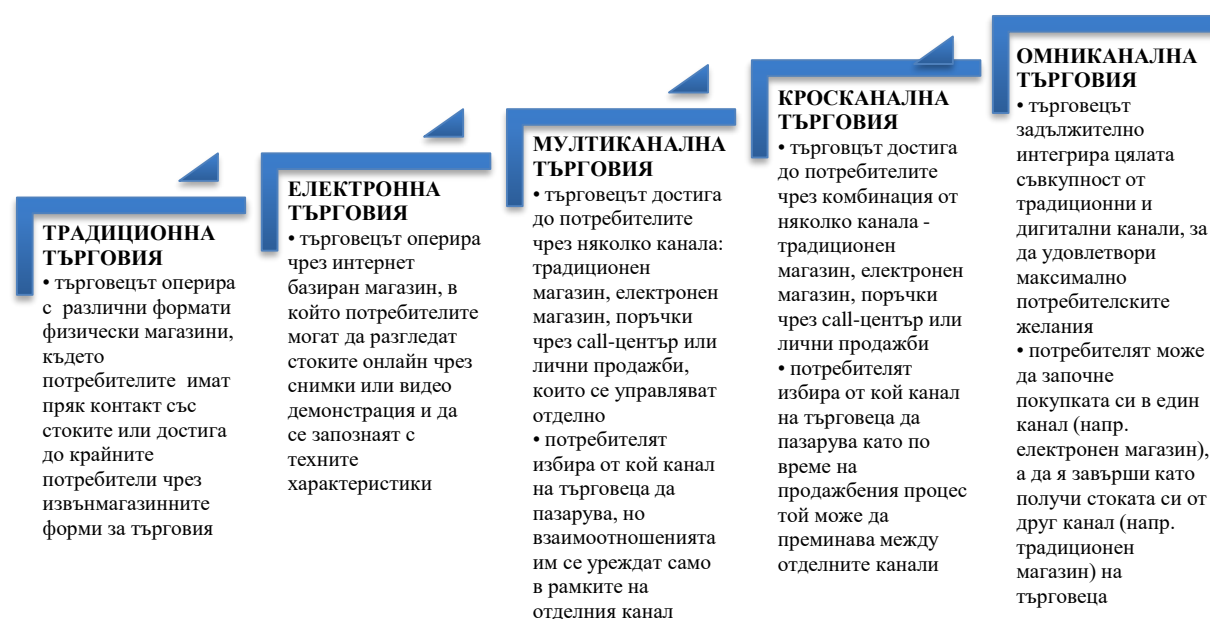 ТРАДИЦИОННА
ТЪРГОВИЯ
• търговецът оперира
с различни формати
физически магазини,
където
потребителите имат
пряк контакт със
стоките или достига
до крайните
потребители чрез
извънмагазинните
форми за търговия
ЕЛЕКТРОННА
ТЪРГОВИЯ
• търговецът оперира
чрез интернет
базиран магазин, в
който потребителите
могат да разгледат
стоките онлайн чрез
снимки или видео
демонстрация и да
се запознаят с
техните
характеристики
МУЛТИКАНАЛНА
ТЪРГОВИЯ
• търговецът достига
до потребителите
чрез няколко канала:
традиционен
магазин, електронен
магазин, поръчки
чрез call-център или
лични продажби,
които се управляват
отделно
• потребителят
избира от кой канал
на търговеца да
пазарува, но
взаимоотношенията
им се уреждат само
в рамките на
отделния канал
КРОСКАНАЛНА
ТЪРГОВИЯ
• търговцът достига
до потребителите
чрез комбинация от
няколко канала -
традиционен
магазин, електронен
магазин, поръчки
чрез call-център или
лични продажби
• потребителят
избира от кой канал
на търговеца да
пазарува като по
време на
продажбения процес
той може да
преминава между
отделните канали
ОМНИКАНАЛНА
ТЪРГОВИЯ
• търговецът
задължително
интегрира цялата
съвкупност от
традиционни и
дигитални канали, за
да удовлетвори
максимално
потребителските
желания
• потребителят може
да започне
покупката си в един
канал (напр.
електронен магазин),
а да я завърши като
получи стоката си от
друг канал (напр.
традиционен
магазин) на
търговеца